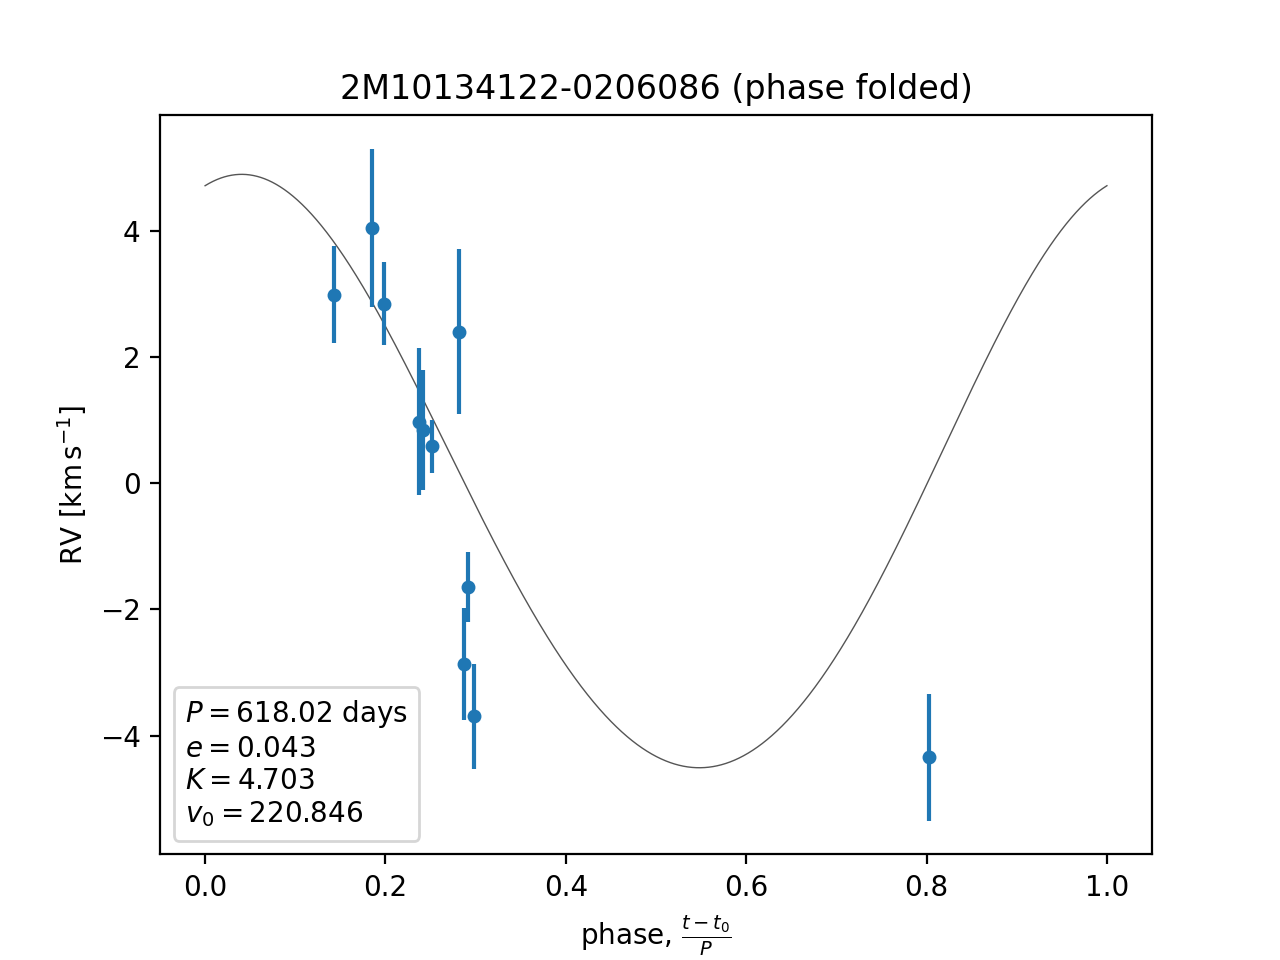 2M10134122-0206086 (phase folded)
RV [km s⁻¹]
4
2
0
−2
−4
P = 618.02 days
e = 0.043
K = 4.703
v₀ = 220.846
0.0 0.2 0.4 0.6 0.8 1.0
phase, (t − t₀)/P